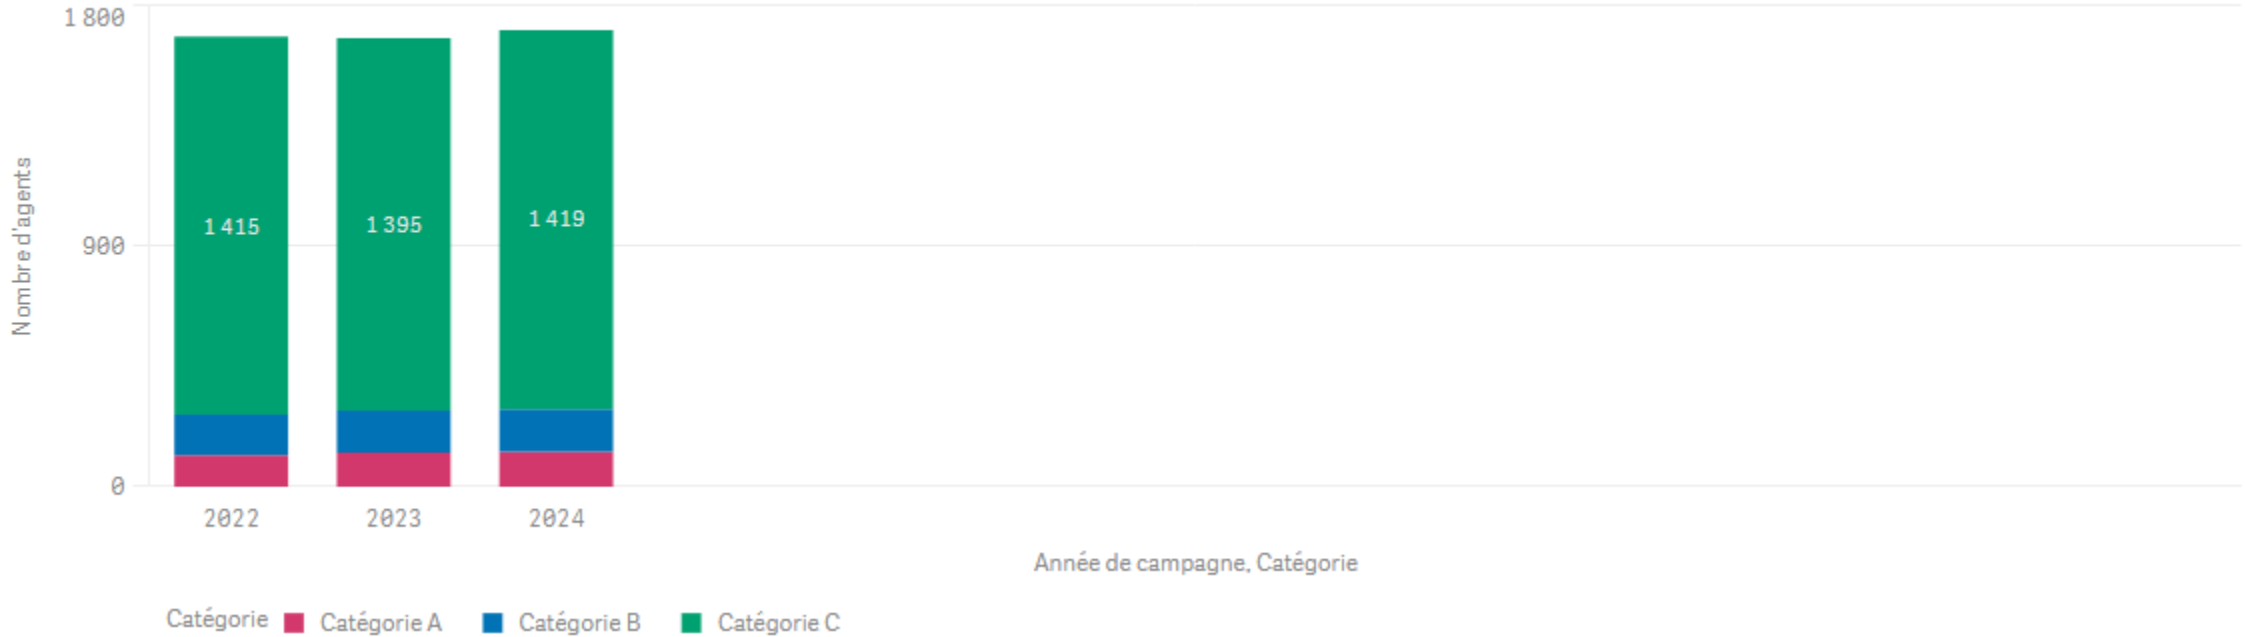 1 800
900
0
Nombre d'agents
1 415
1 395
1 419
2022
2023
2024
Année de campagne, Catégorie
Catégorie
Catégorie A
Catégorie B
Catégorie C